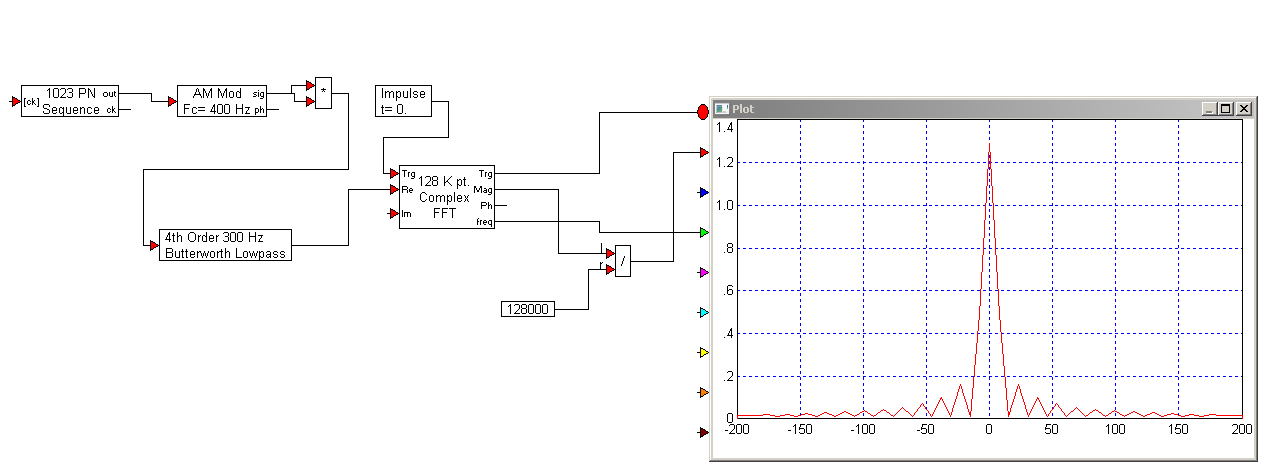 [ck]
1023 PN
Sequence
out
ck
AM Mod
Fc= 400 Hz
sig
ph
*
Impulse
t= 0.
Trg
Re
Im
128 K pt.
Complex
FFT
Trg
Mag
Ph
freq
4th Order 300 Hz
Butterworth Lowpass
l
r
/
128000
Plot
1.4
1.2
1.0
.8
.6
.4
.2
0
-200 -150 -100 -50 0 50 100 150 200